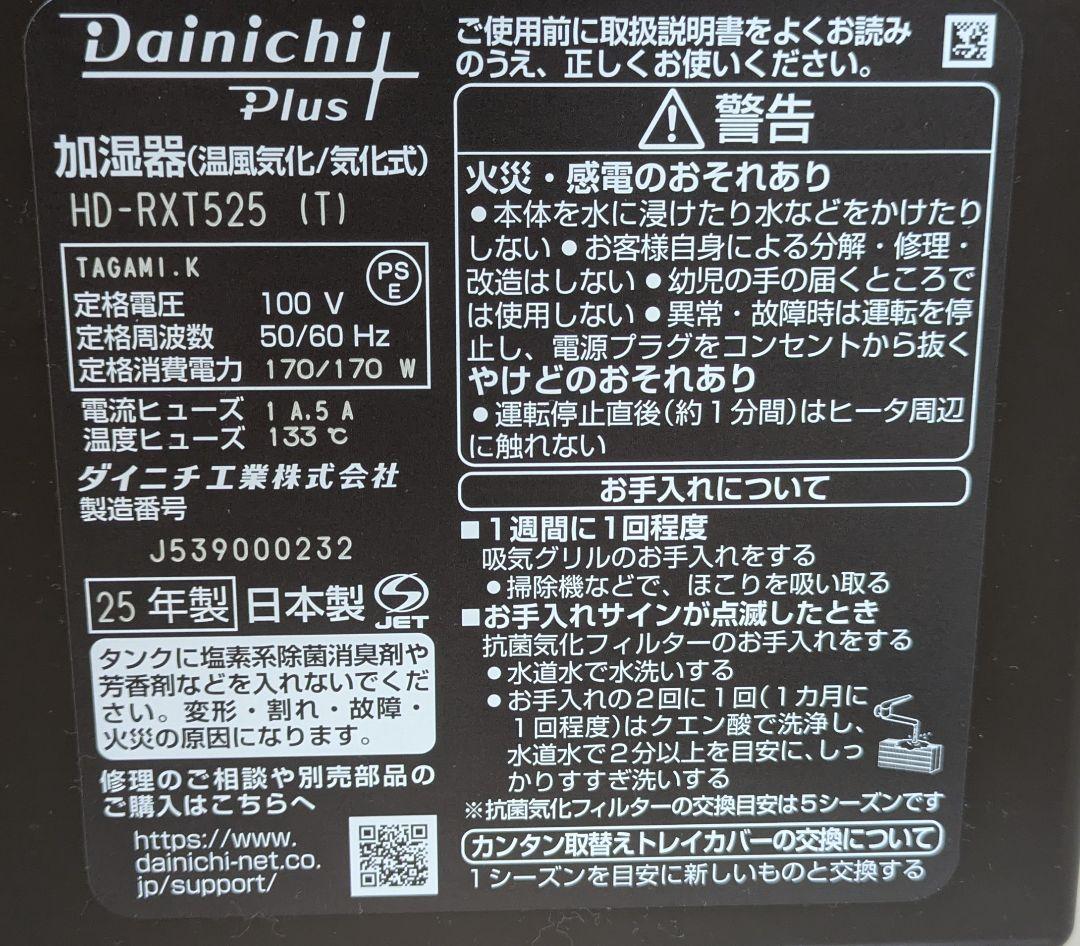 Dainichi
Plus
加湿器(温風気化/気化式)
HD-RXT525 (T)
TAGAMI.K
PS
E
定格電圧 100 V
定格周波数 50/60 Hz
定格消費電力 170/170 W
電流ヒューズ 1 A.5 A
温度ヒューズ 133 ℃
ダイニチ工業株式会社
製造番号
J539000232
25 年製 日本製
JET
タンクに塩素系除菌消臭剤や
芳香剤などを入れないでくだ
さい。変形・割れ・故障・
火災の原因になります。
修理のご相談や別売部品の
ご購入はこちらへ
https://www.
dainichi-net.co.
jp/support/
ご使用前に取扱説明書をよくお読み
のうえ、正しくお使いください。
警告
火災・感電のおそれあり
●本体を水に浸けたり水などをかけたり
しない●お客様自身による分解・修理・
改造はしない●幼児の手の届くところで
は使用しない●異常・故障時は運転を停
止し、電源プラグをコンセントから抜く
やけどのおそれあり
●運転停止直後(約1分間)はヒータ周辺
に触れない
お手入れについて
■1週間に1回程度
吸気グリルのお手入れをする
●掃除機などで、ほこりを吸い取る
■お手入れサインが点滅したとき
抗菌気化フィルターのお手入れをする
●水道水で水洗いする
●お手入れの2回に1回(1カ月に
1回程度)はクエン酸で洗浄し、
水道水で2分以上を目安に、しっ
かりすすぎ洗いする
※抗菌気化フィルターの交換目安は5シーズンです
カンタン取替えトレイカバーの交換について
1シーズンを目安に新しいものと交換する